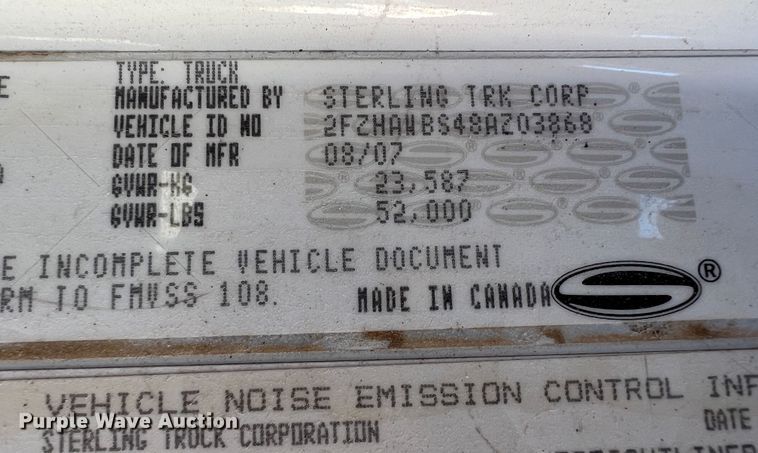 TYPE: TRUCK
MANUFACTURED BY STERLING TRK CORP.
VEHICLE ID NO 2FZHAWBS48AZ03868
DATE OF MFR 08/07
GVWR-KG 23,587
GVWR-LBS 52,000
E INCOMPLETE VEHICLE DOCUMENT
RM TO FMVSS 108. MADE IN CANADA ®
VEHICLE NOISE EMISSION CONTROL INF
Purple Wave Auction DATE
STERLING TRUCK CORPORATION